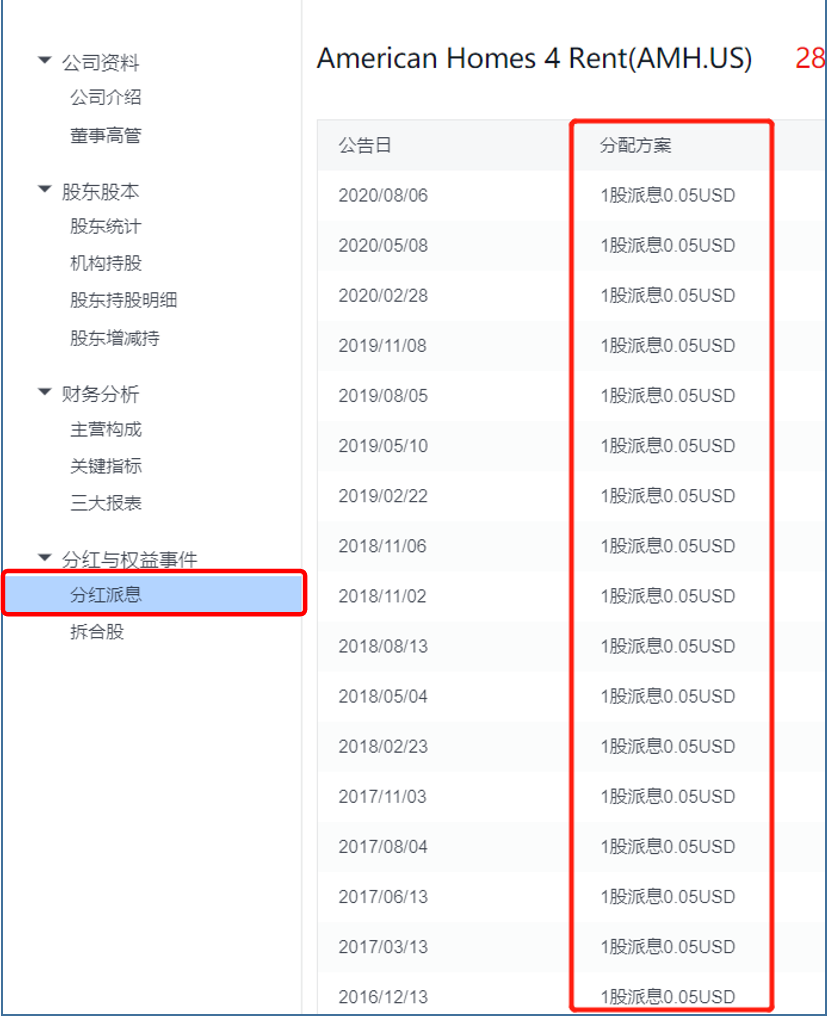 公司资料
公司介绍
董事高管
股东股本
股东统计
机构持股
股东持股明细
股东增减持
财务分析
主营构成
关键指标
三大报表
分红与权益事件
分红派息
拆合股
American Homes 4 Rent(AMH.US) 28
公告日 分配方案
2020/08/06 1股派息0.05USD
2020/05/08 1股派息0.05USD
2020/02/28 1股派息0.05USD
2019/11/08 1股派息0.05USD
2019/08/05 1股派息0.05USD
2019/05/10 1股派息0.05USD
2019/02/22 1股派息0.05USD
2018/11/06 1股派息0.05USD
2018/11/02 1股派息0.05USD
2018/08/13 1股派息0.05USD
2018/05/04 1股派息0.05USD
2018/02/23 1股派息0.05USD
2017/11/03 1股派息0.05USD
2017/08/04 1股派息0.05USD
2017/06/13 1股派息0.05USD
2017/03/13 1股派息0.05USD
2016/12/13 1股派息0.05USD